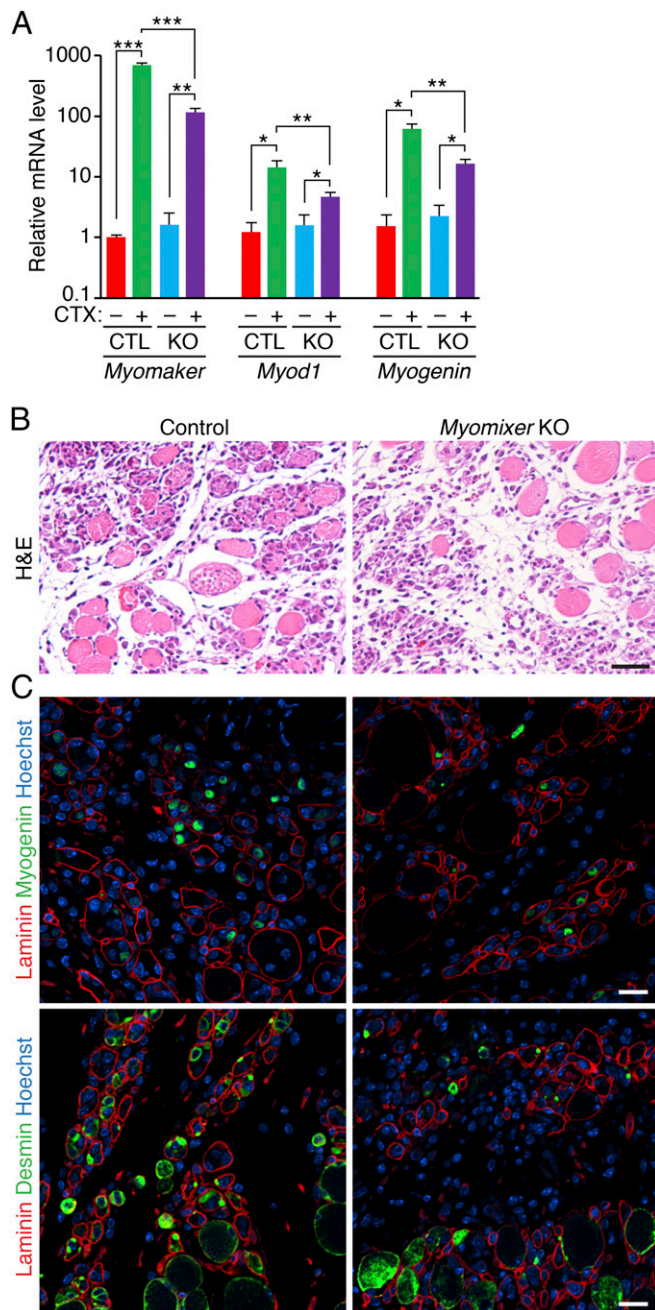 A
Relative mRNA level
1000
100
10
1
0.1
*** *** **
* ** *
* ** *
CTX: – + – + – + – + – + – +
CTL KO CTL KO CTL KO
Myomaker Myod1 Myogenin
B
Control Myomixer KO
H&E
C
Laminin Myogenin Hoechst
Laminin Desmin Hoechst